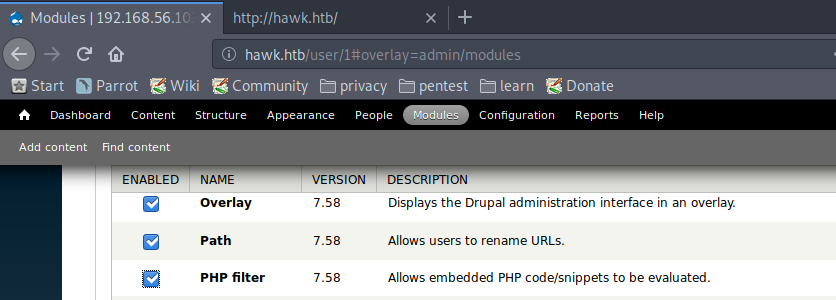 Modules | 192.168.56.10
http://hawk.htb/
hawk.htb/user/1#overlay=admin/modules
Start Parrot Wiki Community privacy pentest learn Donate
Dashboard Content Structure Appearance People Modules Configuration Reports Help
Add content Find content
ENABLED NAME VERSION DESCRIPTION
Overlay 7.58 Displays the Drupal administration interface in an overlay.
Path 7.58 Allows users to rename URLs.
PHP filter 7.58 Allows embedded PHP code/snippets to be evaluated.